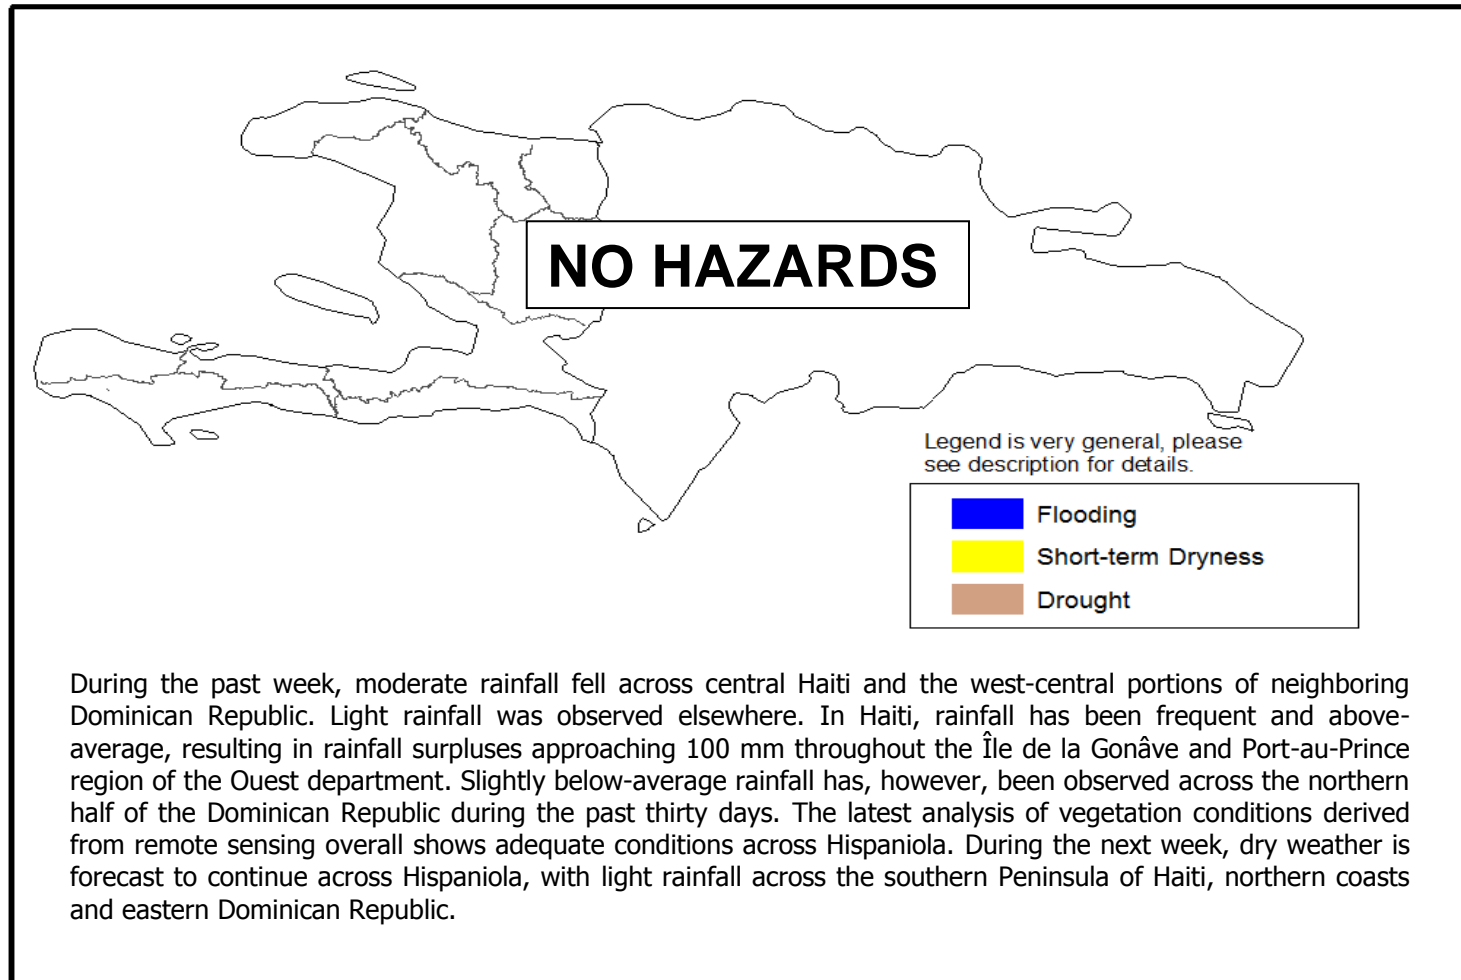 NO HAZARDS
Legend is very general, please
see description for details.
Flooding
Short-term Dryness
Drought
During the past week, moderate rainfall fell across central Haiti and the west-central portions of neighboring
Dominican Republic. Light rainfall was observed elsewhere. In Haiti, rainfall has been frequent and above-
average, resulting in rainfall surpluses approaching 100 mm throughout the Île de la Gonâve and Port-au-Prince
region of the Ouest department. Slightly below-average rainfall has, however, been observed across the northern
half of the Dominican Republic during the past thirty days. The latest analysis of vegetation conditions derived
from remote sensing overall shows adequate conditions across Hispaniola. During the next week, dry weather is
forecast to continue across Hispaniola, with light rainfall across the southern Peninsula of Haiti, northern coasts
and eastern Dominican Republic.